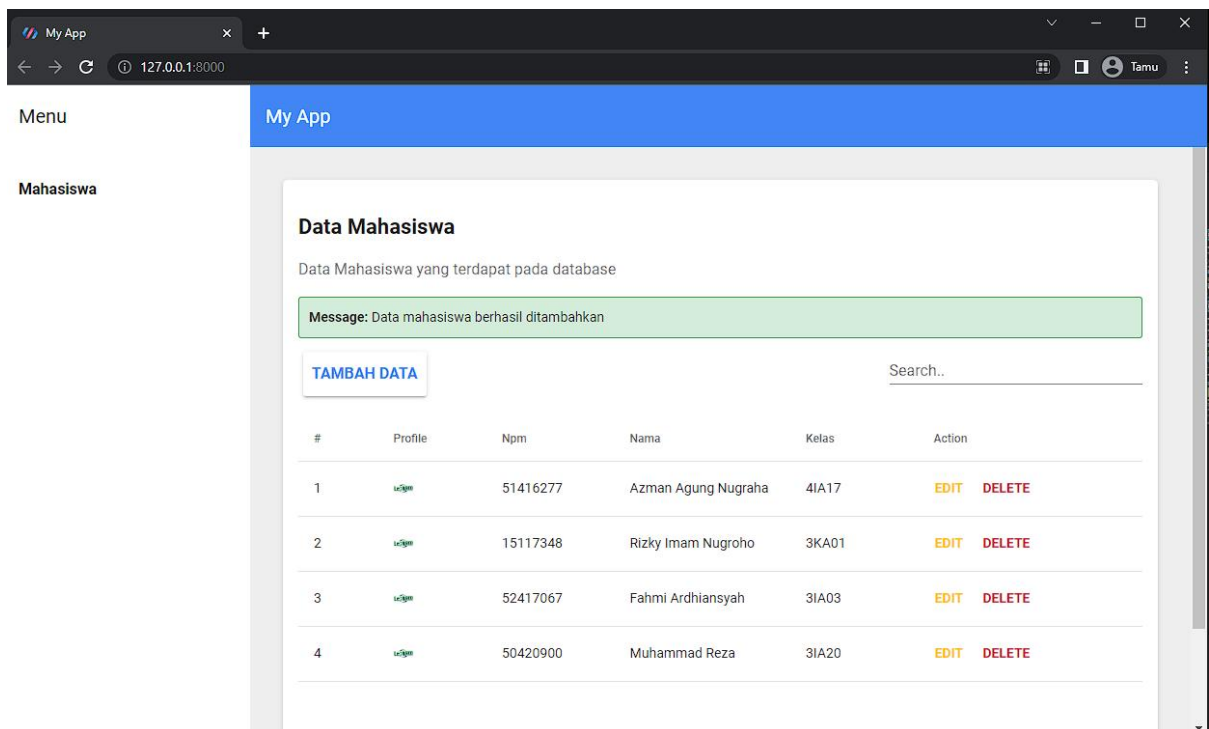 My App
127.0.0.1:8000
Tamu
Menu
My App
Mahasiswa
Data Mahasiswa
Data Mahasiswa yang terdapat pada database
Message: Data mahasiswa berhasil ditambahkan
TAMBAH DATA
Search..
# Profile Npm Nama Kelas Action
1 51416277 Azman Agung Nugraha 4IA17 EDIT DELETE
2 15117348 Rizky Imam Nugroho 3KA01 EDIT DELETE
3 52417067 Fahmi Ardhiansyah 3IA03 EDIT DELETE
4 50420900 Muhammad Reza 3IA20 EDIT DELETE